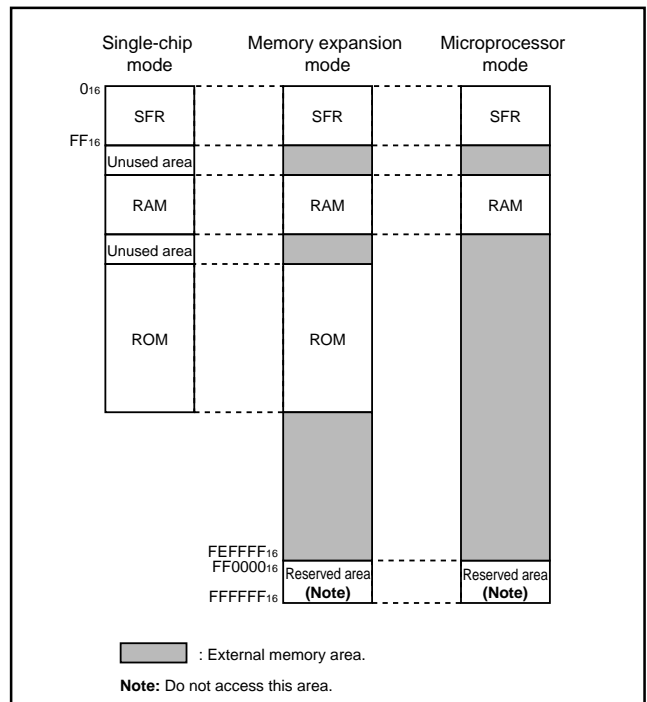 Single-chip mode
Memory expansion mode
Microprocessor mode
0₁₆
SFR
SFR
SFR
FF₁₆
Unused area
RAM
RAM
RAM
Unused area
ROM
ROM
FEFFFF₁₆
FF0000₁₆
Reserved area
(Note)
Reserved area
(Note)
FFFFFF₁₆
: External memory area.
Note: Do not access this area.